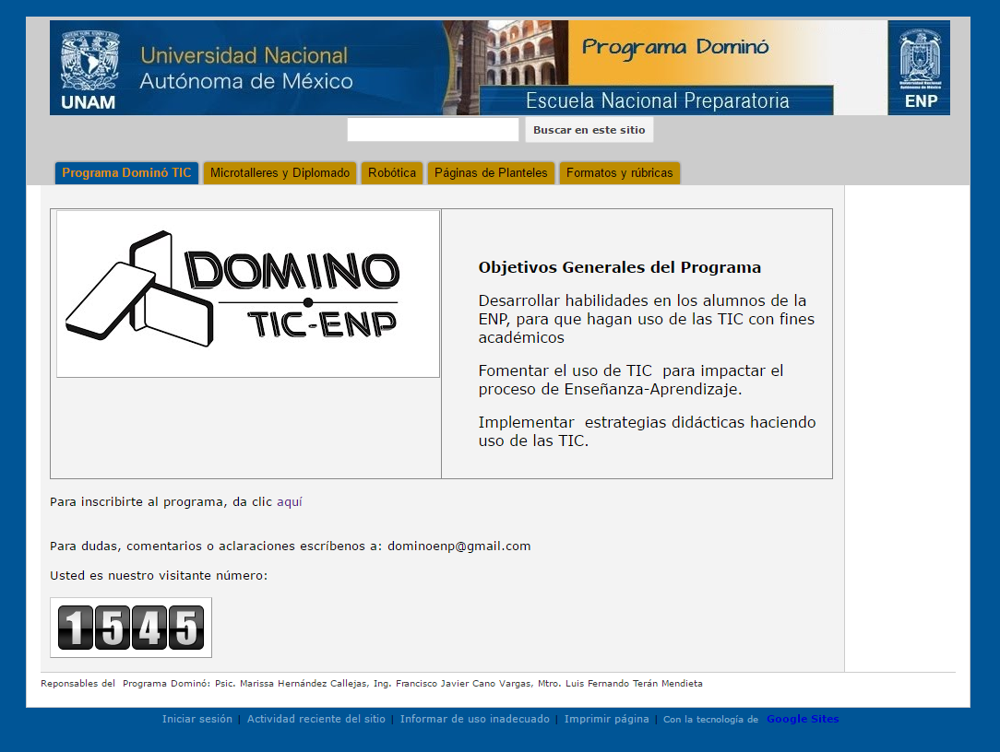 Universidad Nacional
Autónoma de México
UNAM
Programa Dominó
Escuela Nacional Preparatoria
ENP
Buscar en este sitio
Programa Dominó TIC
Microtalleres y Diplomado
Robótica
Páginas de Planteles
Formatos y rúbricas
DOMINO
TIC-ENP
Objetivos Generales del Programa
Desarrollar habilidades en los alumnos de la
ENP, para que hagan uso de las TIC con fines
académicos
Fomentar el uso de TIC  para impactar el
proceso de Enseñanza-Aprendizaje.
Implementar  estrategias didácticas haciendo
uso de las TIC.
Para inscribirte al programa, da clic aquí
Para dudas, comentarios o aclaraciones escríbenos a: dominoenp@gmail.com
Usted es nuestro visitante número:
1545
Reponsables del  Programa Dominó: Psic. Marissa Hernández Callejas, Ing. Francisco Javier Cano Vargas, Mtro. Luis Fernando Terán Mendieta
Iniciar sesión | Actividad reciente del sitio | Informar de uso inadecuado | Imprimir página | Con la tecnología de Google Sites